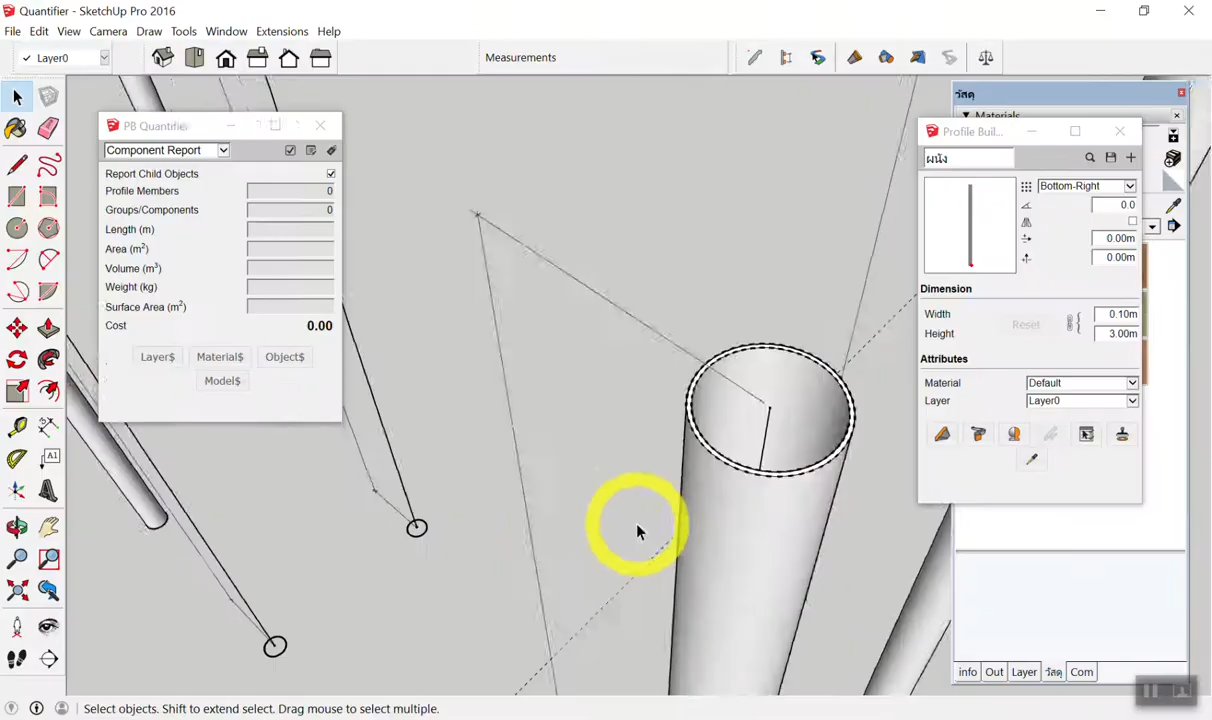 Quantifier - SketchUp Pro 2016
File Edit View Camera Draw Tools Window Extensions Help
Layer0
Measurements
PB Quantifier
Component Report
Report Child Objects
Profile Members 0
Groups/Components 0
Length (m)
Area (m²)
Volume (m³)
Weight (kg)
Surface Area (m²)
Cost 0.00
Layer$ Material$ Object$
Model$
วัสดุ
Materials
Profile Buil...
ผนัง
Bottom-Right
0.0
0.00m
0.00m
Dimension
Width 0.10m
Reset
Height 3.00m
Attributes
Material Default
Layer Layer0
A1
info Out Layer วัสดุ Com
Select objects. Shift to extend select. Drag mouse to select multiple.